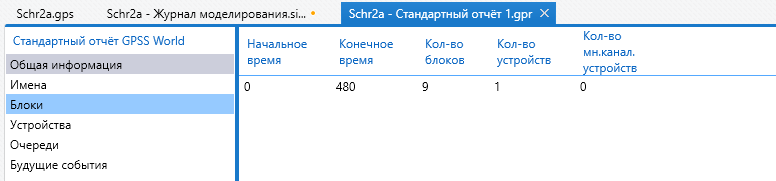 Schr2a.gps
Schr2a - Журнал моделирования.si...
Schr2a - Стандартный отчёт 1.gpr
Стандартный отчёт GPSS World
Общая информация
Имена
Блоки
Устройства
Очереди
Будущие события
Начальное время
Конечное время
Кол-во блоков
Кол-во устройств
Кол-во мн.канал. устройств
0 480 9 1 0